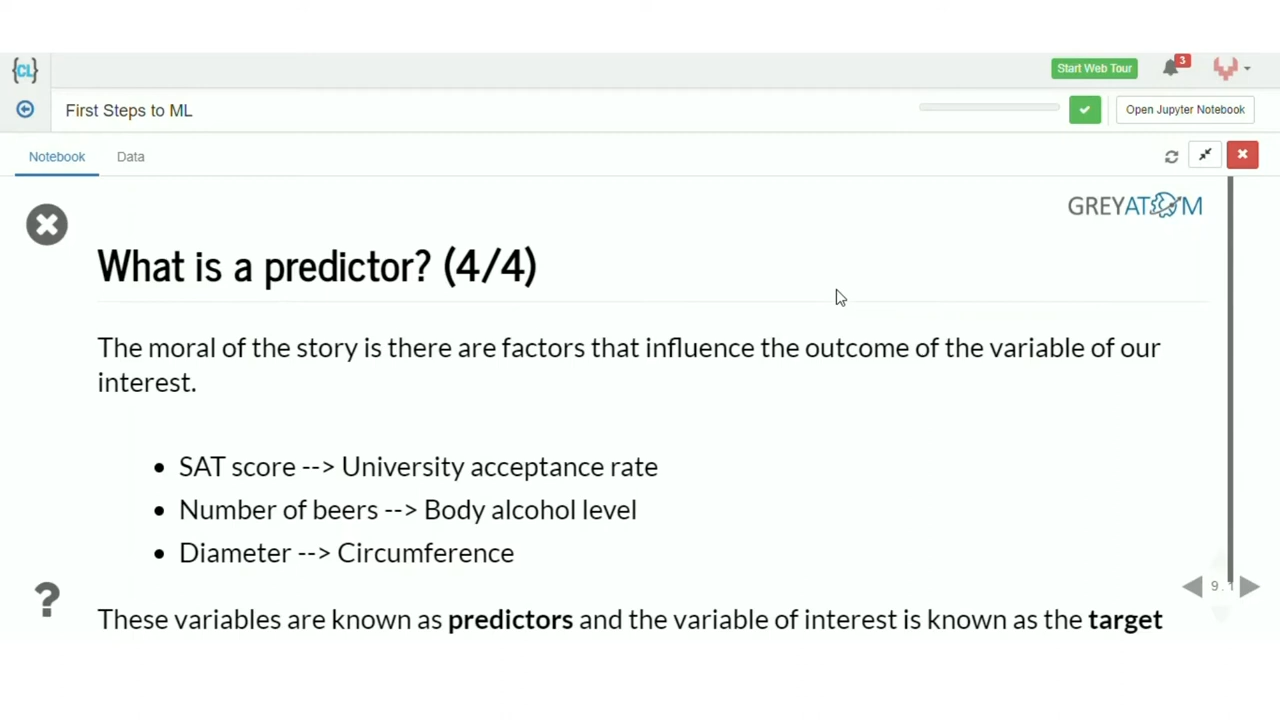 {CL}
Start Web Tour
3
First Steps to ML
Open Jupyter Notebook
Notebook
Data
GREYATOM
What is a predictor? (4/4)
The moral of the story is there are factors that influence the outcome of the variable of our
interest.
• SAT score --> University acceptance rate
• Number of beers --> Body alcohol level
• Diameter --> Circumference
?
9.1
These variables are known as predictors and the variable of interest is known as the target